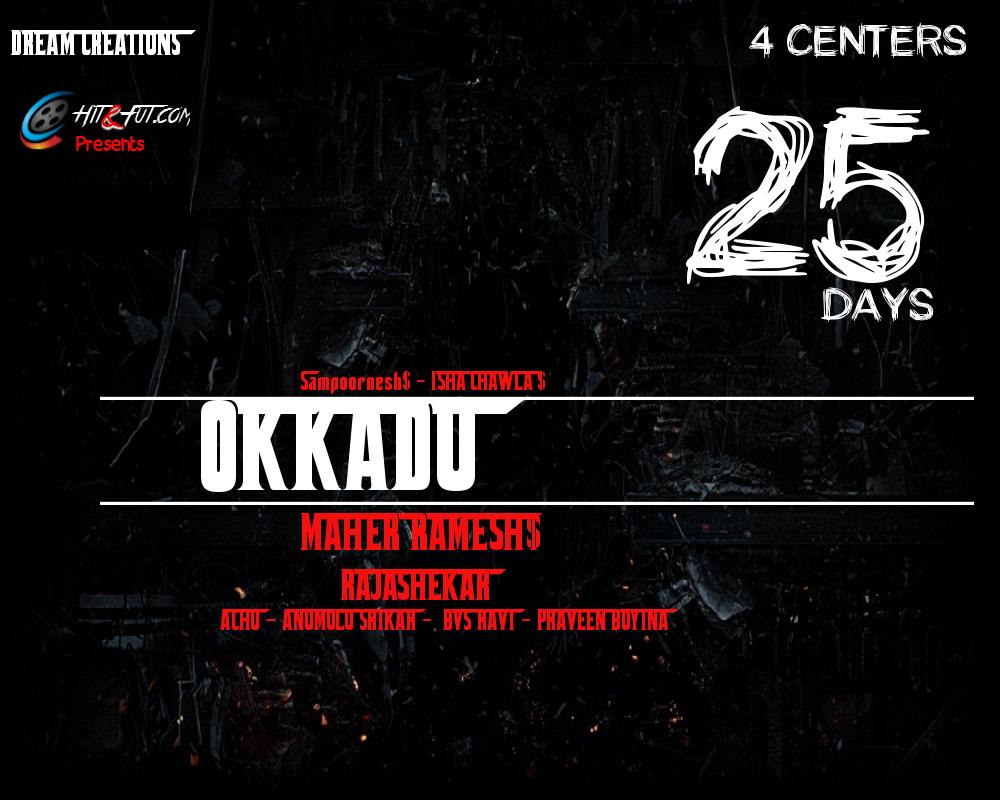 DREAM CREATIONS
4 CENTERS
HIT&FUT.COM
Presents
25
DAYS
Sampoornesh$ - ISHA CHAWLA $
OKKADU
MAHER RAMESH$
RAJASHEKAR
ACHU - ANUMOLU SHIKAR -. BVS RAVI - PRAVEEN BOYINA